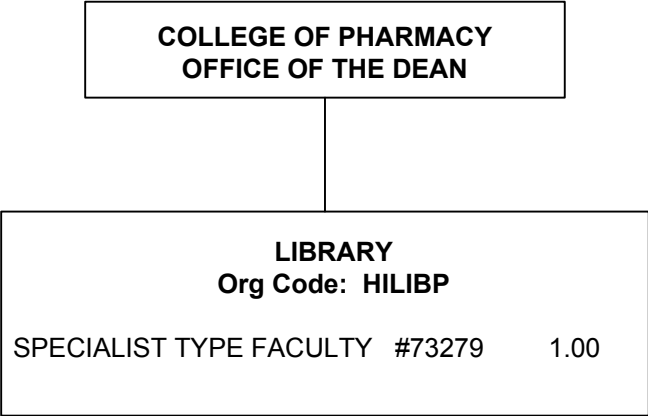 COLLEGE OF PHARMACY
OFFICE OF THE DEAN
LIBRARY
Org Code: HILIBP
SPECIALIST TYPE FACULTY #73279 1.00